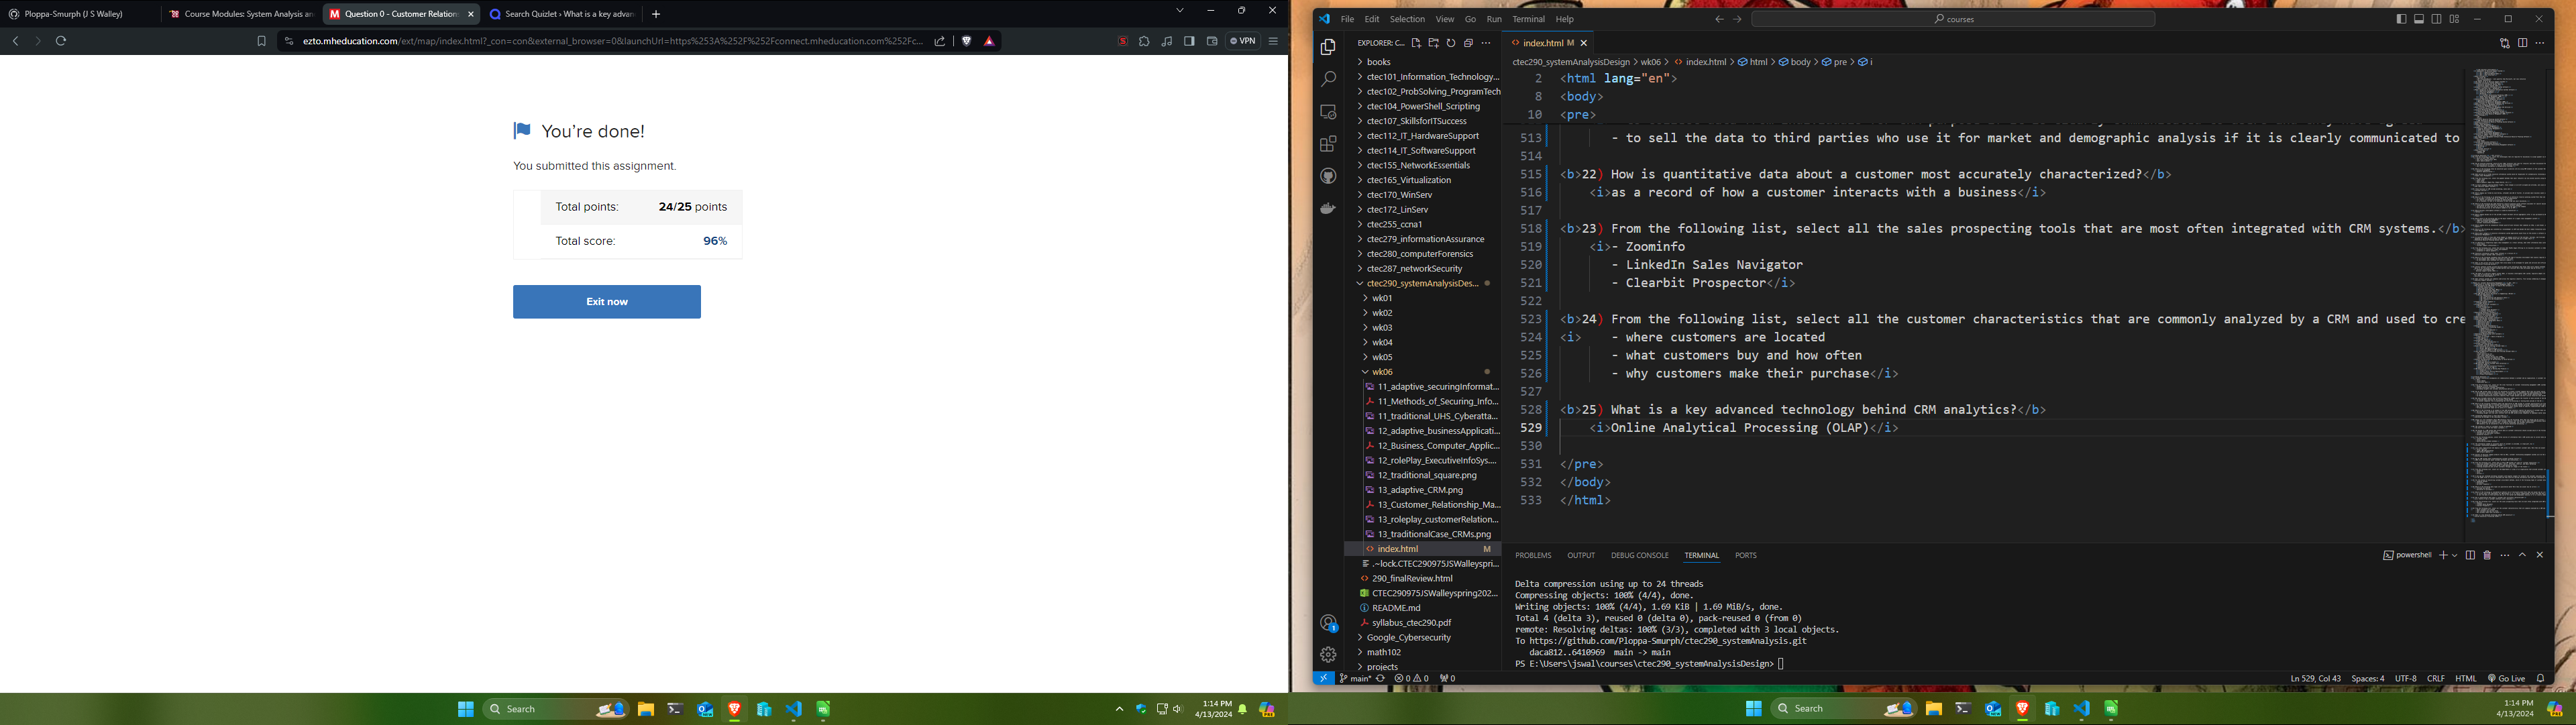 Ploppa-Smurph (J S Walley)
Course Modules: System Analysis an
Question 0 - Customer Relation
Search Quizlet › What is a key advan
ezto.mheducation.com/ext/map/index.html?_con=con&external_browser=0&launchUrl=https%253A%252F%252Fconnect.mheducation.com%252Fc...
VPN
You're done!
You submitted this assignment.
Total points: 24/25 points
Total score: 96%
Exit now
File Edit Selection View Go Run Terminal Help
courses
EXPLORER: C...
books
ctec101_Information_Technology...
ctec102_ProbSolving_ProgramTech
ctec104_PowerShell_Scripting
ctec107_SkillsforITSuccess
ctec112_IT_HardwareSupport
ctec114_IT_SoftwareSupport
ctec155_NetworkEssentials
ctec165_Virtualization
ctec170_WinServ
ctec172_LinServ
ctec255_ccna1
ctec279_informationAssurance
ctec280_computerForensics
ctec287_networkSecurity
ctec290_systemAnalysisDes...
wk01
wk02
wk03
wk04
wk05
wk06
11_adaptive_securingInformat...
11_Methods_of_Securing_Info...
11_traditional_UHS_Cyberatta...
12_adaptive_businessApplicati...
12_Business_Computer_Applic...
12_rolePlay_ExecutiveInfoSys....
12_traditional_square.png
13_adaptive_CRM.png
13_Customer_Relationship_Ma...
13_roleplay_customerRelation...
13_traditionalCase_CRMs.png
index.html M
.~lock.CTEC290975JSWalleyspri...
290_finalReview.html
CTEC290975JSWalleyspring202...
README.md
syllabus_ctec290.pdf
Google_Cybersecurity
math102
projects
index.html M
ctec290_systemAnalysisDesign > wk06 > index.html > html > body > pre > i
2 <html lang="en">
8 <body>
10 <pre>
513 - to sell the data to third parties who use it for market and demographic analysis if it is clearly communicated to
514
515 <b>22) How is quantitative data about a customer most accurately characterized?</b>
516 <i>as a record of how a customer interacts with a business</i>
517
518 <b>23) From the following list, select all the sales prospecting tools that are most often integrated with CRM systems.</b>
519 <i>- Zoominfo
520 - LinkedIn Sales Navigator
521 - Clearbit Prospector</i>
522
523 <b>24) From the following list, select all the customer characteristics that are commonly analyzed by a CRM and used to cre
524 <i> - where customers are located
525 - what customers buy and how often
526 - why customers make their purchase</i>
527
528 <b>25) What is a key advanced technology behind CRM analytics?</b>
529 <i>Online Analytical Processing (OLAP)</i>
530
531 </pre>
532 </body>
533 </html>
PROBLEMS OUTPUT DEBUG CONSOLE TERMINAL PORTS
powershell
Delta compression using up to 24 threads
Compressing objects: 100% (4/4), done.
Writing objects: 100% (4/4), 1.69 KiB | 1.69 MiB/s, done.
Total 4 (delta 3), reused 0 (delta 0), pack-reused 0 (from 0)
remote: Resolving deltas: 100% (3/3), completed with 3 local objects.
To https://github.com/Ploppa-Smurph/ctec290_systemAnalysis.git
daca812..6410969 main -> main
PS E:\Users\jswal\courses\ctec290_systemAnalysisDesign>
main* 0 0 0
Ln 529, Col 43 Spaces: 4 UTF-8 CRLF HTML Go Live
Search
1:14 PM
4/13/2024
Search
1:14 PM
4/13/2024